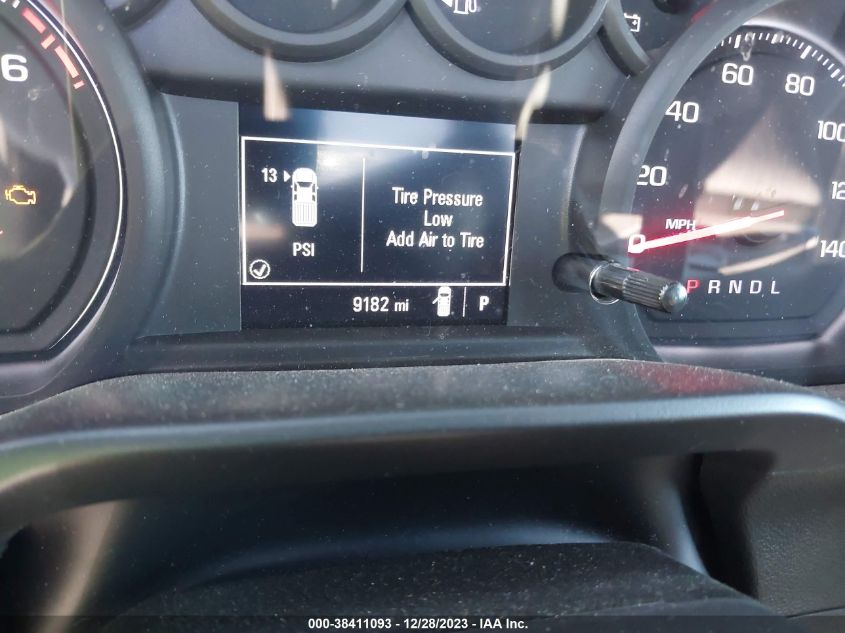 6
60
80
40
100
20
12
0
MPH
140
P R N D L
13
PSI
Tire Pressure
Low
Add Air to Tire
9182 mi
P
000-38411093 - 12/28/2023 - IAA Inc.